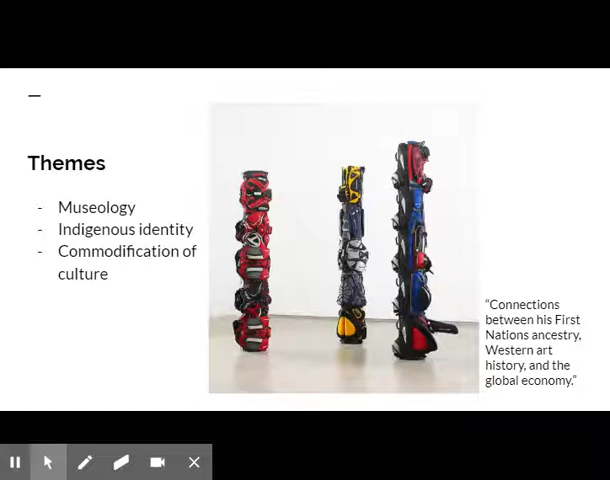 Themes
- Museology
- Indigenous identity
- Commodification of
culture
“Connections
between his First
Nations ancestry,
Western art
history, and the
global economy.”